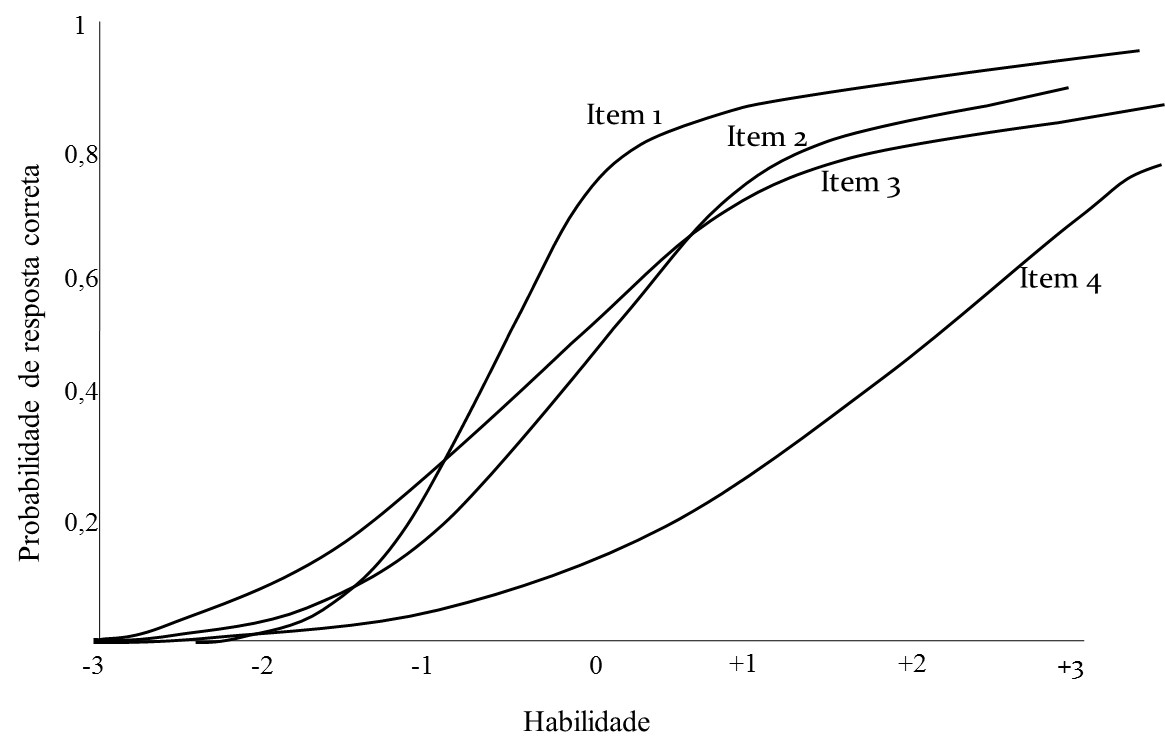 1
Item 1
Item 2
0,8
Item 3
0,6
Item 4
0,4
0,2
Probabilidade de resposta correta
-3 -2 -1 0 +1 +2 +3
Habilidade